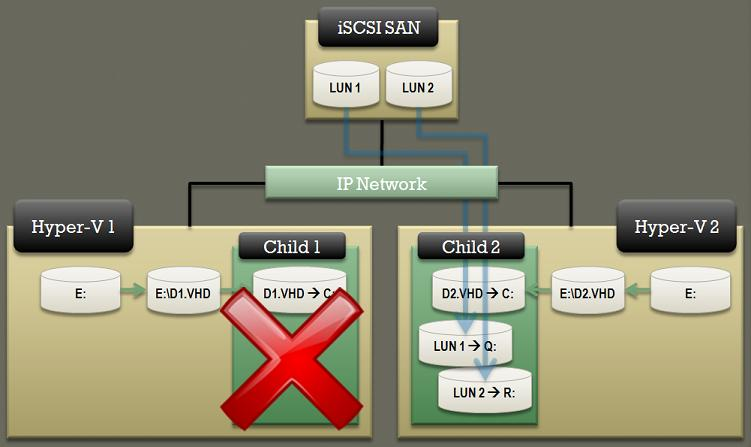 iSCSI SAN
LUN 1
LUN 2
IP Network
Hyper-V 1
Child 1
E:
E:\D1.VHD
D1.VHD → C:
Child 2
Hyper-V 2
D2.VHD → C:
E:\D2.VHD
E:
LUN 1 → Q:
LUN 2 → R: